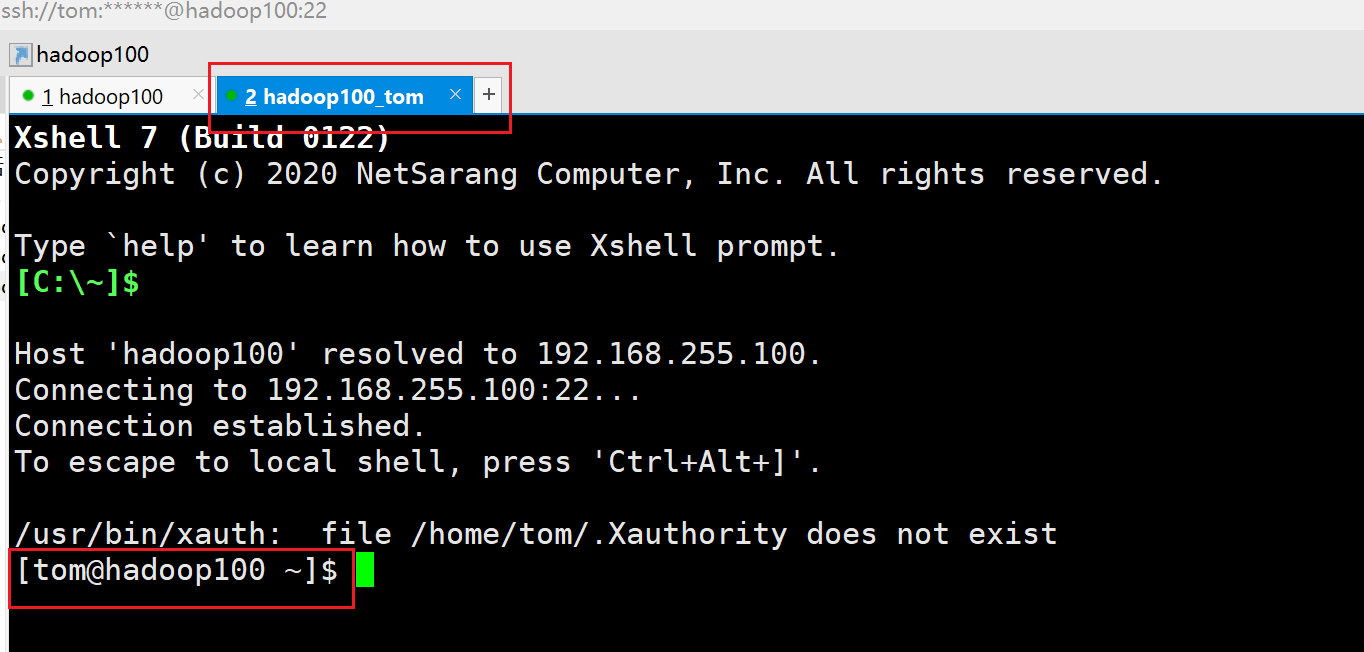 ssh://tom:******@hadoop100:22
hadoop100
1 hadoop100 × 2 hadoop100_tom × +
Xshell 7 (Build 0122)
Copyright (c) 2020 NetSarang Computer, Inc. All rights reserved.
Type `help' to learn how to use Xshell prompt.
[C:\~]$
Host 'hadoop100' resolved to 192.168.255.100.
Connecting to 192.168.255.100:22...
Connection established.
To escape to local shell, press 'Ctrl+Alt+]'.
/usr/bin/xauth:  file /home/tom/.Xauthority does not exist
[tom@hadoop100 ~]$